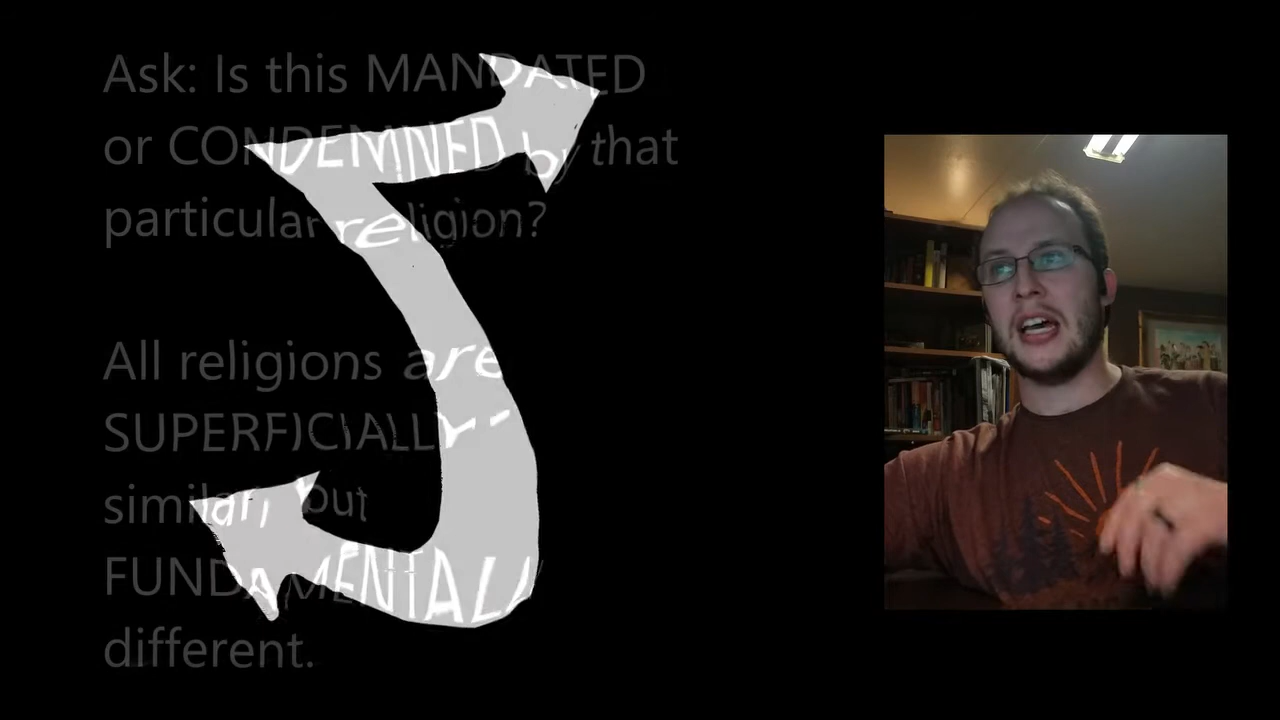 Ask: Is this MANDATED
or CONDEMNED by that
particular religion?
All religions are
SUPERFICIALLY
similar, but
FUNDAMENTALLY
different.